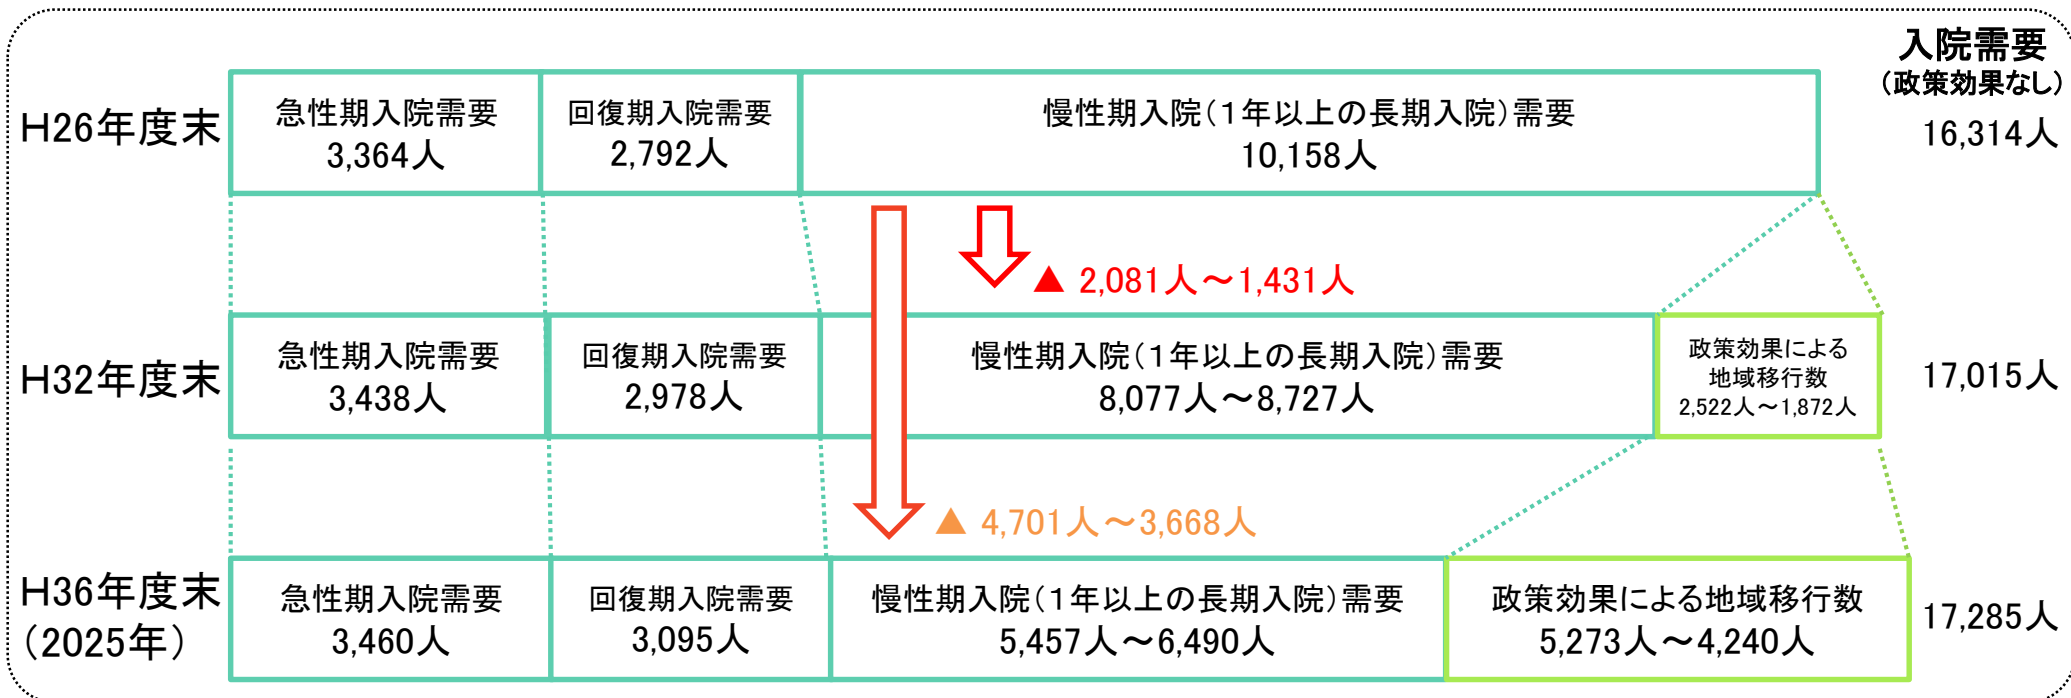 入院需要
(政策効果なし)
H26年度末
急性期入院需要
3,364人
回復期入院需要
2,792人
慢性期入院(1年以上の長期入院)需要
10,158人
16,314人
▲ 2,081人~1,431人
H32年度末
急性期入院需要
3,438人
回復期入院需要
2,978人
慢性期入院(1年以上の長期入院)需要
8,077人~8,727人
政策効果による
地域移行数
2,522人~1,872人
17,015人
▲ 4,701人~3,668人
H36年度末
(2025年)
急性期入院需要
3,460人
回復期入院需要
3,095人
慢性期入院(1年以上の長期入院)需要
5,457人~6,490人
政策効果による地域移行数
5,273人~4,240人
17,285人